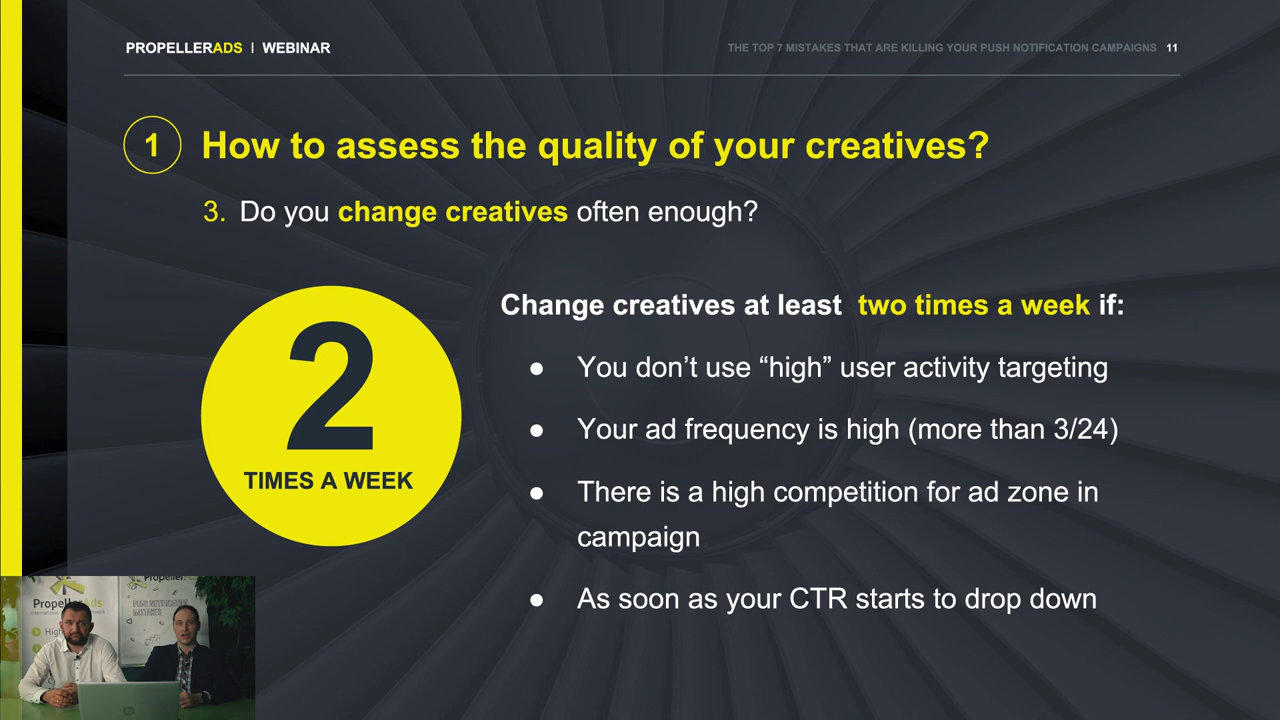 PROPELLERADS | WEBINAR
THE TOP 7 MISTAKES THAT ARE KILLING YOUR PUSH NOTIFICATION CAMPAIGNS 11
1 How to assess the quality of your creatives?
3. Do you change creatives often enough?
2
TIMES A WEEK
Change creatives at least two times a week if:
● You don’t use “high” user activity targeting
● Your ad frequency is high (more than 3/24)
● There is a high competition for ad zone in
campaign
● As soon as your CTR starts to drop down
PropellerAds